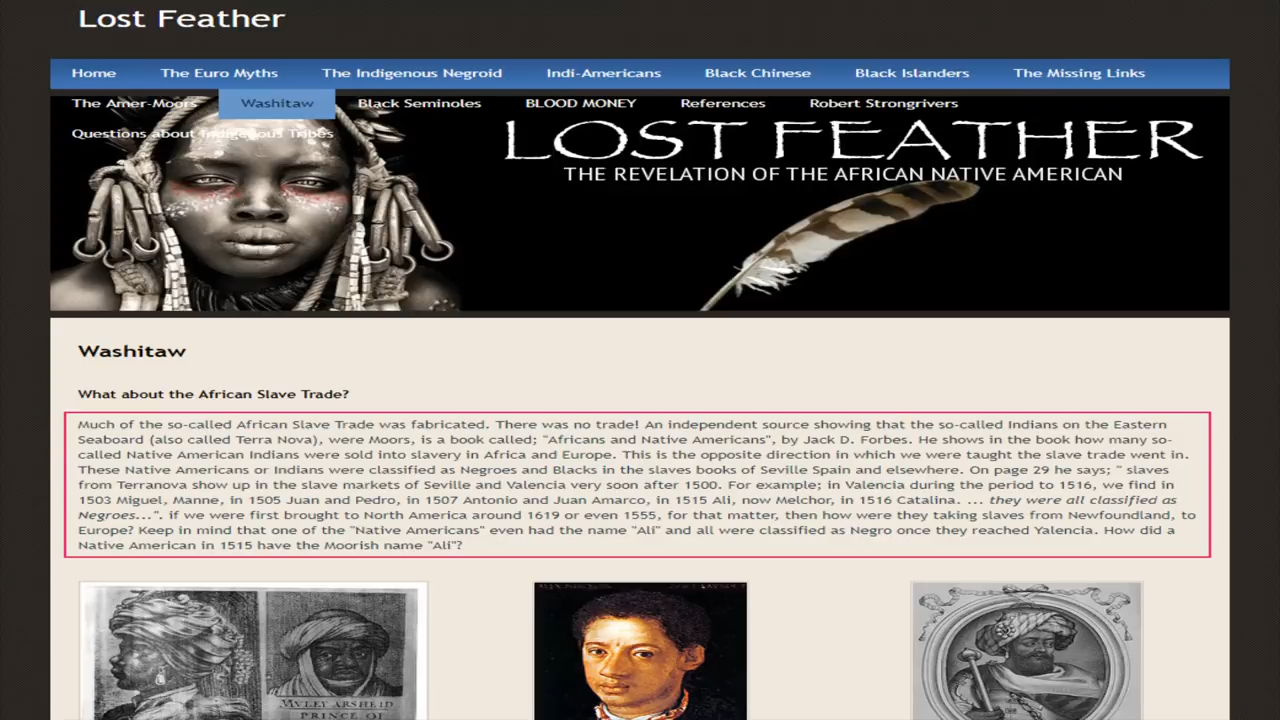 Lost Feather
Home The Euro Myths The Indigenous Negroid Indi-Americans Black Chinese Black Islanders The Missing Links
The Amer-Moors Washitaw Black Seminoles BLOOD MONEY References Robert Strongrivers
Questions about Indigenous Tribes
LOST FEATHER
THE REVELATION OF THE AFRICAN NATIVE AMERICAN
Washitaw
What about the African Slave Trade?
Much of the so-called African Slave Trade was fabricated. There was no trade! An independent source showing that the so-called Indians on the Eastern
Seaboard (also called Terra Nova), were Moors, is a book called; "Africans and Native Americans", by Jack D. Forbes. He shows in the book how many so-
called Native American Indians were sold into slavery in Africa and Europe. This is the opposite direction in which we were taught the slave trade went in.
These Native Americans or Indians were classified as Negroes and Blacks in the slaves books of Seville Spain and elsewhere. On page 29 he says; " slaves
from Terranova show up in the slave markets of Seville and Valencia very soon after 1500. For example; in Valencia during the period to 1516, we find in
1503 Miguel, Manne, in 1505 Juan and Pedro, in 1507 Antonio and Juan Amarco, in 1515 Ali, now Melchor, in 1516 Catalina. ... they were all classified as
Negroes...". if we were first brought to North America around 1619 or even 1555, for that matter, then how were they taking slaves from Newfoundland, to
Europe? Keep in mind that one of the "Native Americans" even had the name "Ali" and all were classified as Negro once they reached Yalencia. How did a
Native American in 1515 have the Moorish name "Ali"?
MVLEY ARSHEID
PRINCE OF